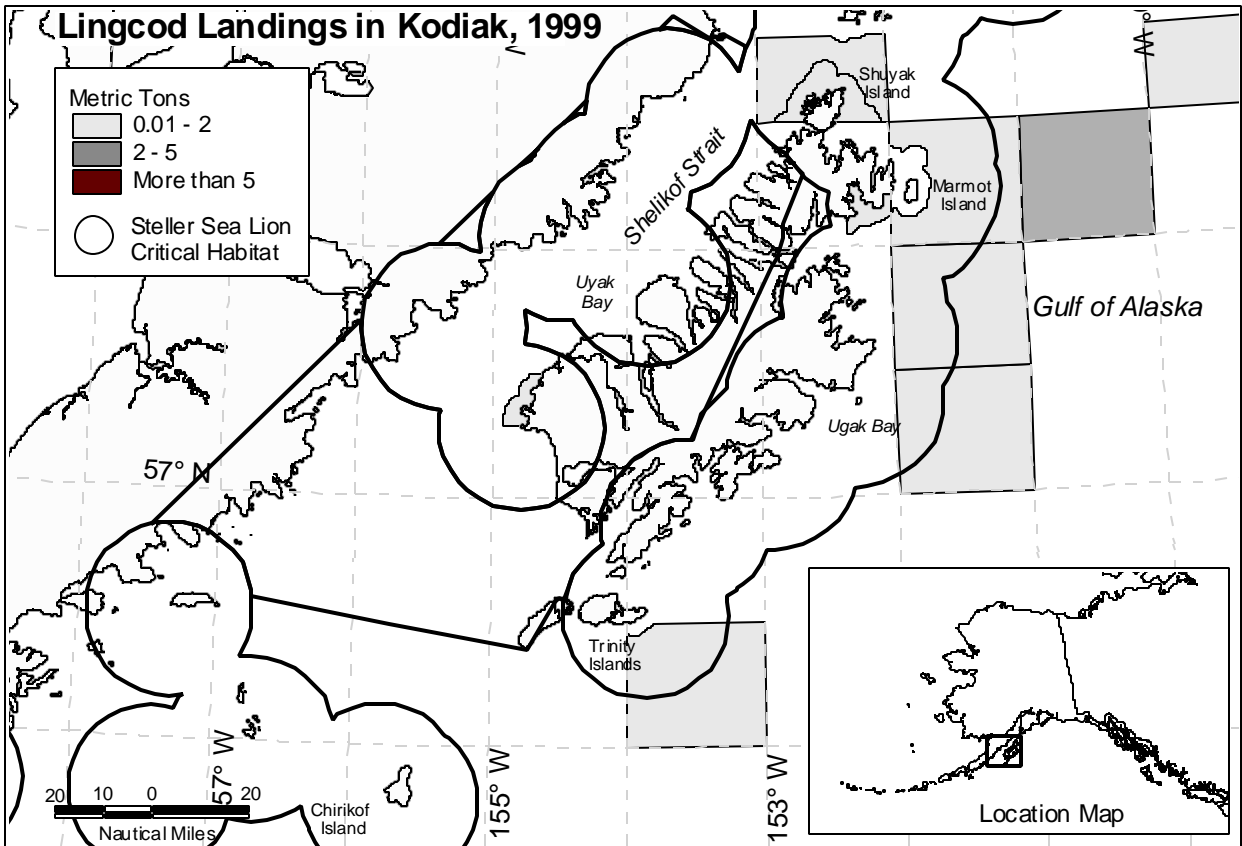 Lingcod Landings in Kodiak, 1999
Metric Tons
0.01 - 2
2 - 5
More than 5
Steller Sea Lion
Critical Habitat
W
W
Shuyak
Island
Shelikof Strait
Marmot
Island
Uyak
Bay
Gulf of Alaska
Ugak Bay
57° N
Trinity
Islands
57° W
155° W
153° W
20 10 0 20
Nautical Miles
Chirikof
Island
Location Map